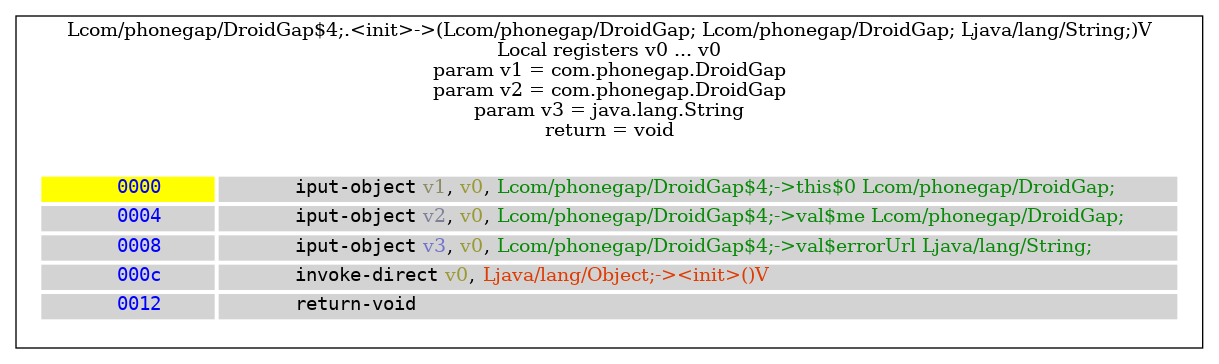 Lcom/phonegap/DroidGap$4;.<init>->(Lcom/phonegap/DroidGap; Lcom/phonegap/DroidGap; Ljava/lang/String;)V
Local registers v0 ... v0
param v1 = com.phonegap.DroidGap
param v2 = com.phonegap.DroidGap
param v3 = java.lang.String
return = void
0000 iput-object v1, v0, Lcom/phonegap/DroidGap$4;->this$0 Lcom/phonegap/DroidGap;
0004 iput-object v2, v0, Lcom/phonegap/DroidGap$4;->val$me Lcom/phonegap/DroidGap;
0008 iput-object v3, v0, Lcom/phonegap/DroidGap$4;->val$errorUrl Ljava/lang/String;
000c invoke-direct v0, Ljava/lang/Object;-><init>()V
0012 return-void